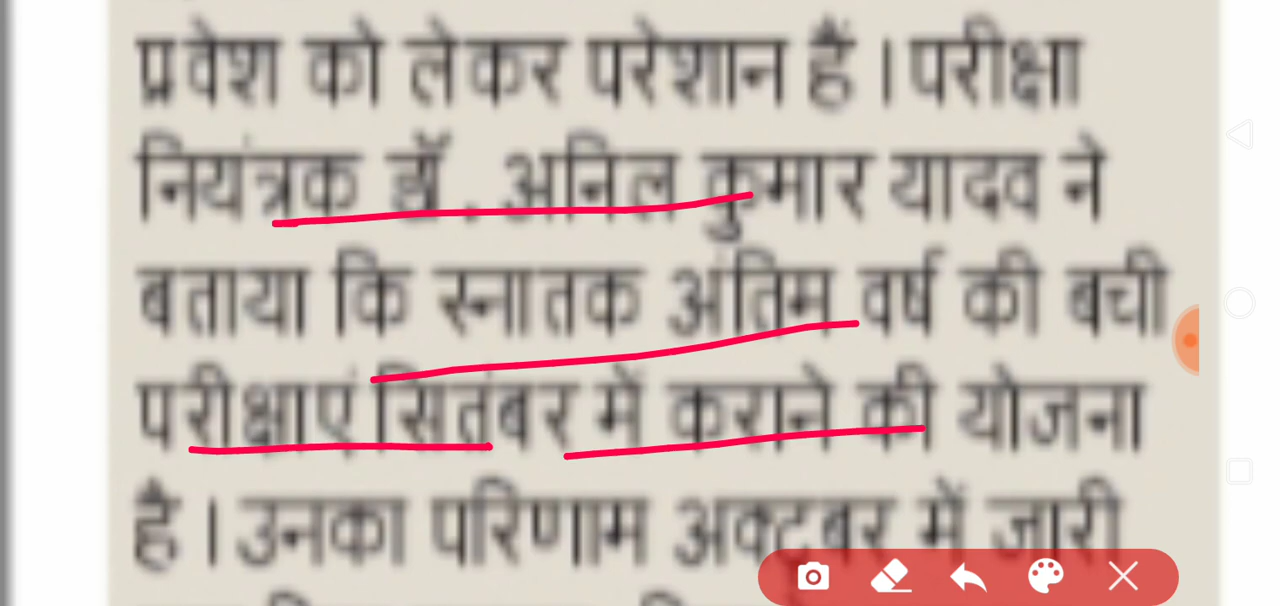 प्रवेश को लेकर परेशान हैं । परीक्षा
नियंत्रक डॉ . अनिल कुमार यादव ने
बताया कि स्नातक अंतिम वर्ष की बची
परीक्षाएं सितंबर में कराने की योजना
है । उनका परिणाम अक्टूबर में जारी